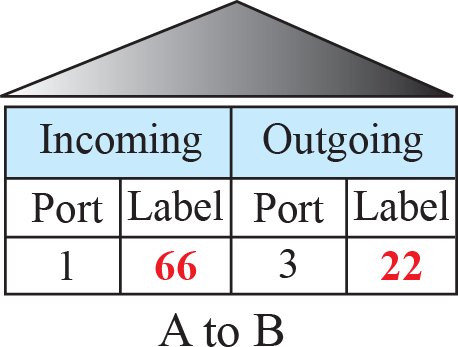 Incoming Outgoing
Port Label Port Label
1 66 3 22
A to B